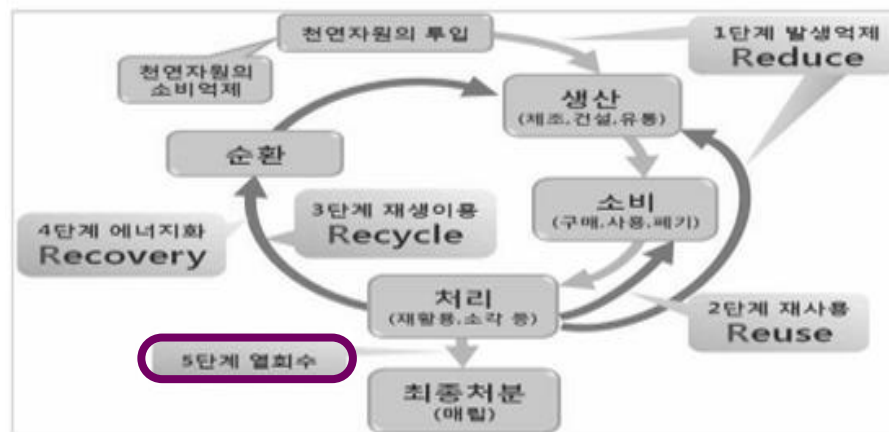 천연자원의 투입
1단계 발생억제
Reduce
천연자원의
소비억제
생산
(제조.건설.유통)
순환
3단계 재생이용
Recycle
소비
(구매.사용.폐기)
4단계 에너지화
Recovery
처리
(재활용.소각 등)
2단계 재사용
Reuse
5단계 열회수
최종처분
(매립)